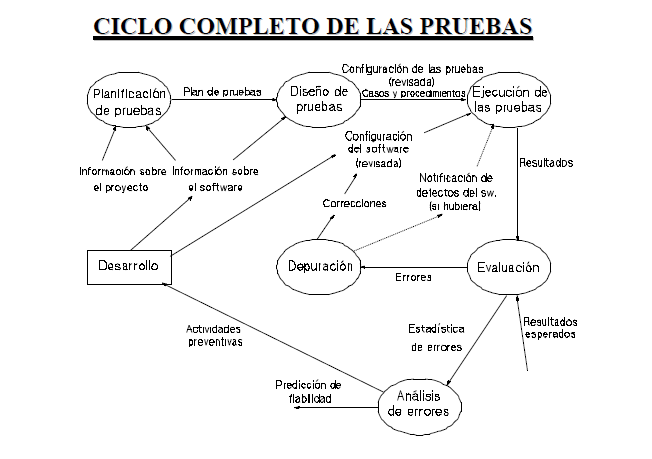 CICLO COMPLETO DE LAS PRUEBAS
Planificación
de pruebas
Plan de pruebas
Diseño de
pruebas
Configuración de las pruebas
(revisada)
Casos y procedimientos
Ejecución de
las pruebas
Información sobre
el proyecto
Información sobre
el software
Configuración
del software
(revisada)
Notificación de
defectos del sw.
(si hubiera)
Resultados
Correcciones
Desarrollo
Depuración
Errores
Evaluación
Actividades
preventivas
Estadística
de errores
Resultados
esperados
Predicción de
fiabilidad
Análisis
de errores